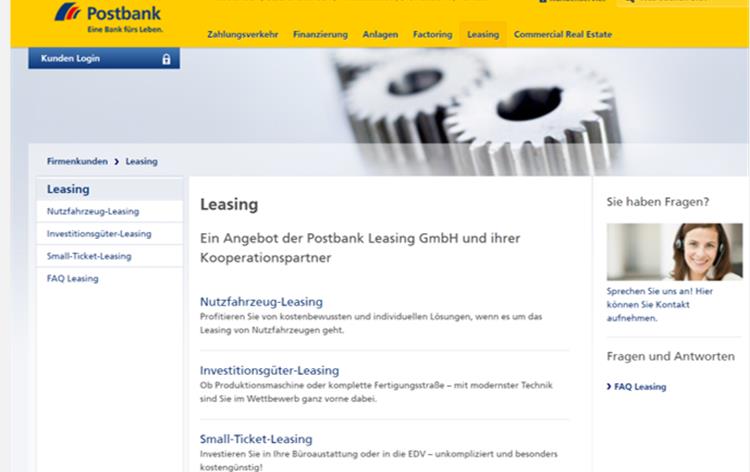 Postbank
Eine Bank fürs Leben.
Zahlungsverkehr Finanzierung Anlagen Factoring Leasing Commercial Real Estate
Kunden Login
Firmenkunden › Leasing
Leasing
Nutzfahrzeug-Leasing
Investitionsgüter-Leasing
Small-Ticket-Leasing
FAQ Leasing
Leasing
Ein Angebot der Postbank Leasing GmbH und ihrer
Kooperationspartner
Nutzfahrzeug-Leasing
Profitieren Sie von kostenbewussten und individuellen Lösungen, wenn es um das
Leasing von Nutzfahrzeugen geht.
Investitionsgüter-Leasing
Ob Produktionsmaschine oder komplette Fertigungsstraße – mit modernster Technik
sind Sie im Wettbewerb ganz vorne dabei.
Small-Ticket-Leasing
Investieren Sie in Ihre Büroaustattung oder in die EDV – unkompliziert und besonders
kostengünstig!
Sie haben Fragen?
Sprechen Sie uns an! Hier
können Sie Kontakt
aufnehmen.
Fragen und Antworten
› FAQ Leasing